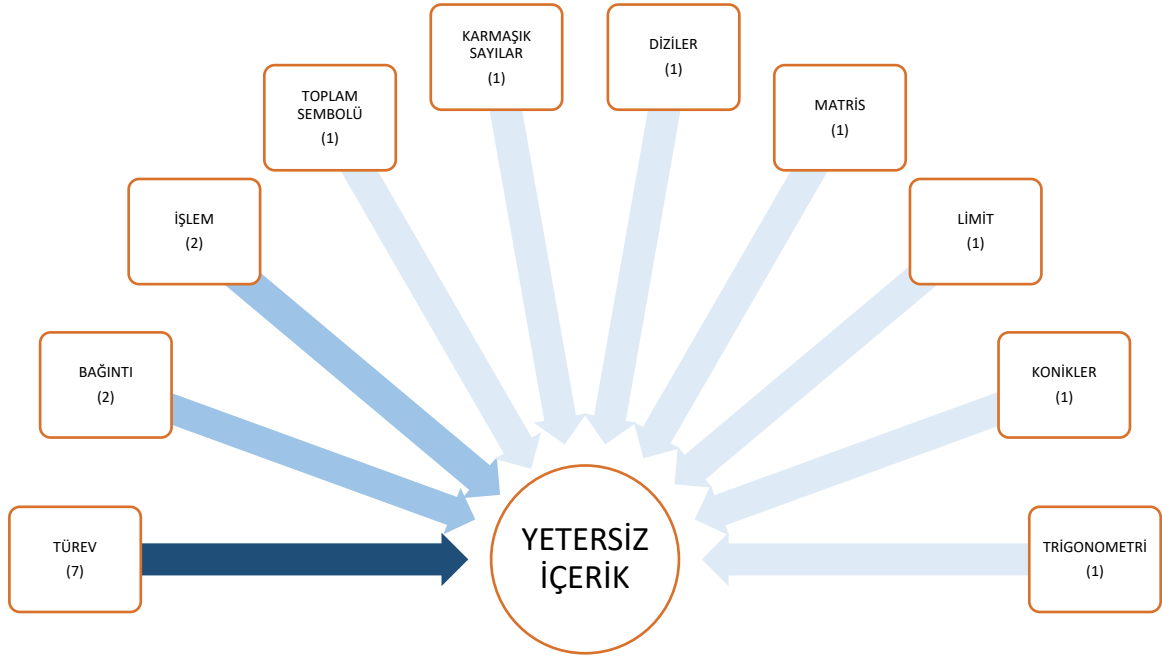 KARMAŞIK
SAYILAR
(1)
DİZİLER
(1)
TOPLAM
SEMBOLÜ
(1)
MATRİS
(1)
İŞLEM
(2)
LİMİT
(1)
BAĞINTI
(2)
KONİKLER
(1)
TÜREV
(7)
YETERSİZ
İÇERİK
TRİGONOMETRİ
(1)